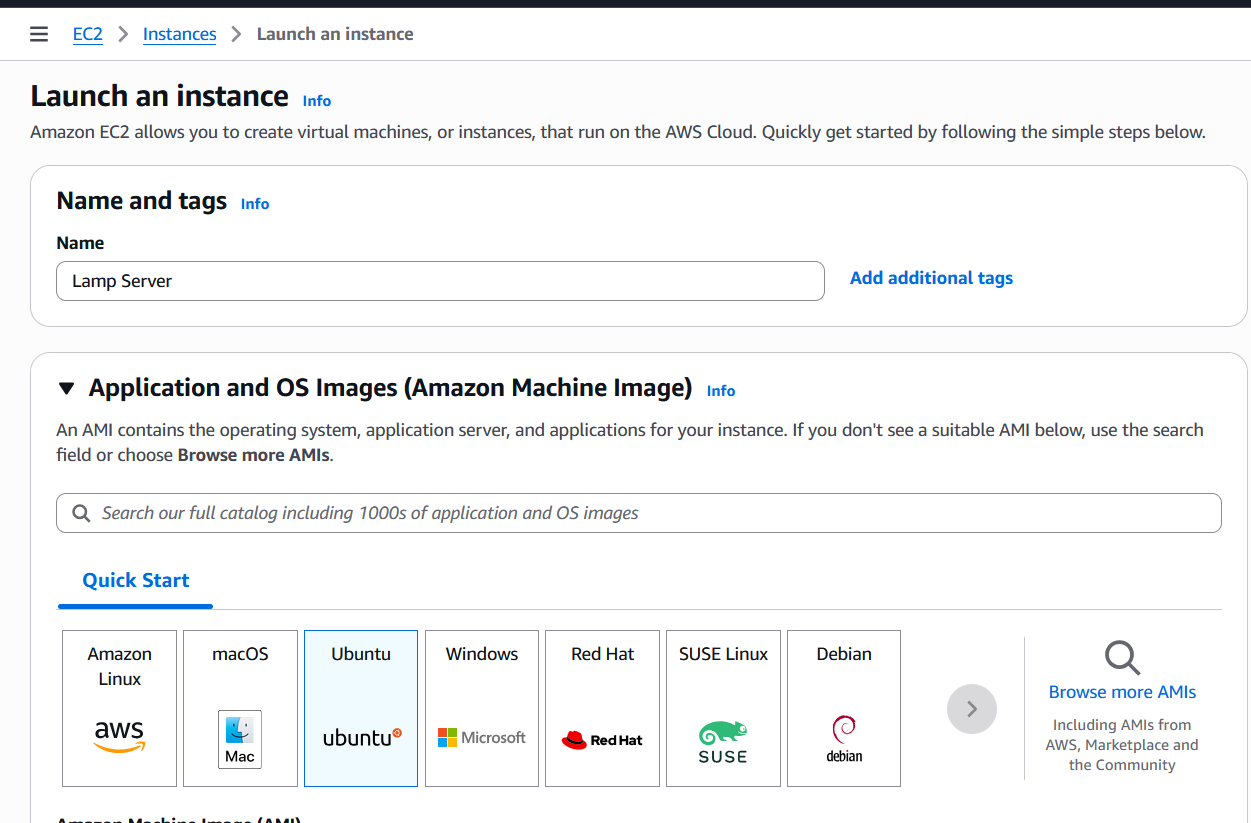 EC2 > Instances > Launch an instance
Launch an instance Info
Amazon EC2 allows you to create virtual machines, or instances, that run on the AWS Cloud. Quickly get started by following the simple steps below.
Name and tags Info
Name
Lamp Server
Add additional tags
Application and OS Images (Amazon Machine Image) Info
An AMI contains the operating system, application server, and applications for your instance. If you don't see a suitable AMI below, use the search
field or choose Browse more AMIs.
Search our full catalog including 1000s of application and OS images
Quick Start
Amazon
Linux
aws
macOS
Mac
Ubuntu
ubuntu
Windows
Microsoft
Red Hat
Red Hat
SUSE Linux
SUSE
Debian
debian
Browse more AMIs
Including AMIs from
AWS, Marketplace and
the Community
Amazon Machine Image (AMI)